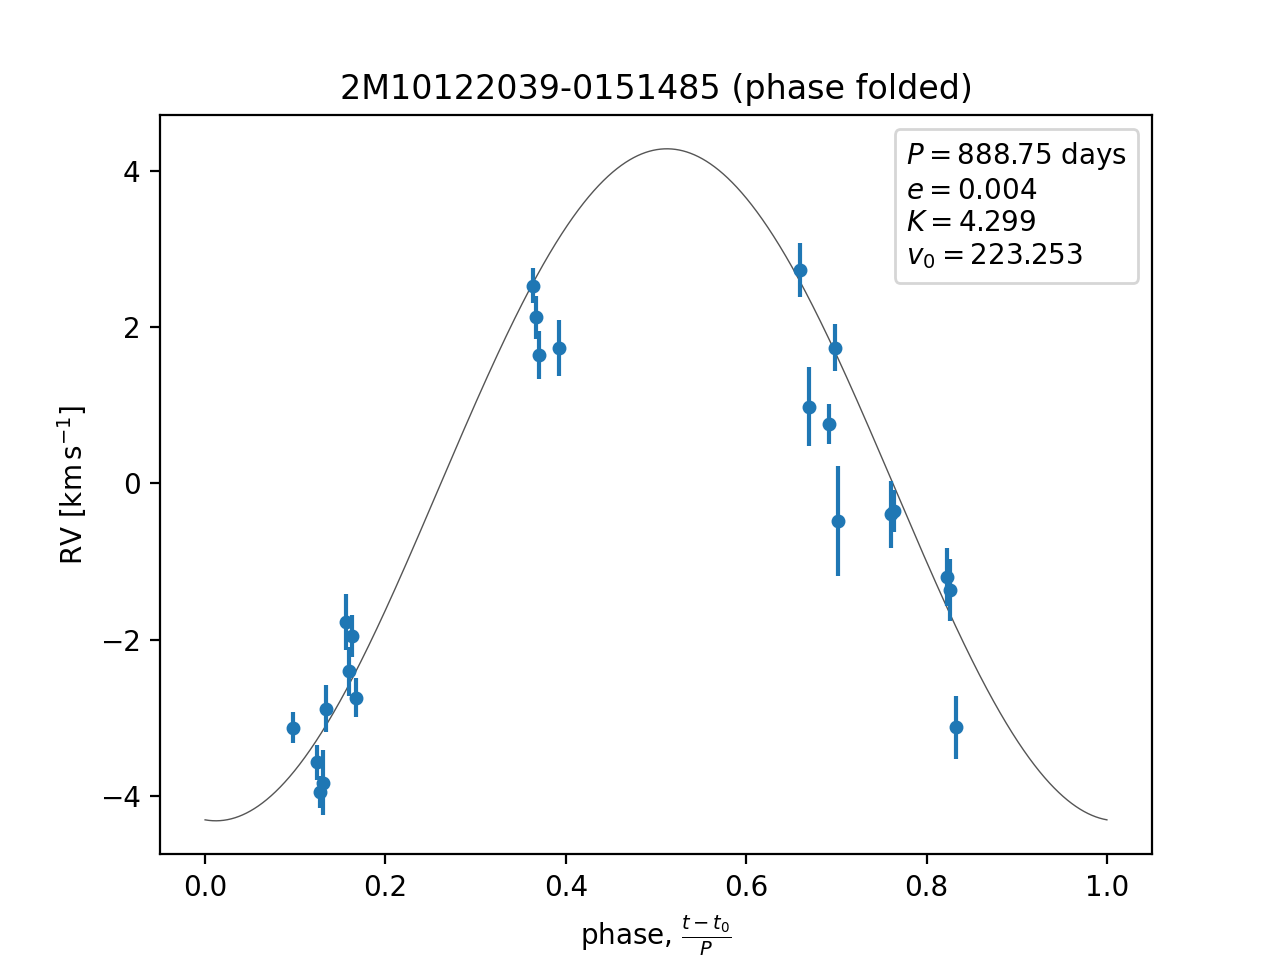 2M10122039-0151485 (phase folded)
P = 888.75 days
e = 0.004
K = 4.299
v₀ = 223.253
RV [km s⁻¹]
4
2
0
−2
−4
0.0 0.2 0.4 0.6 0.8 1.0
phase, (t − t₀)/P